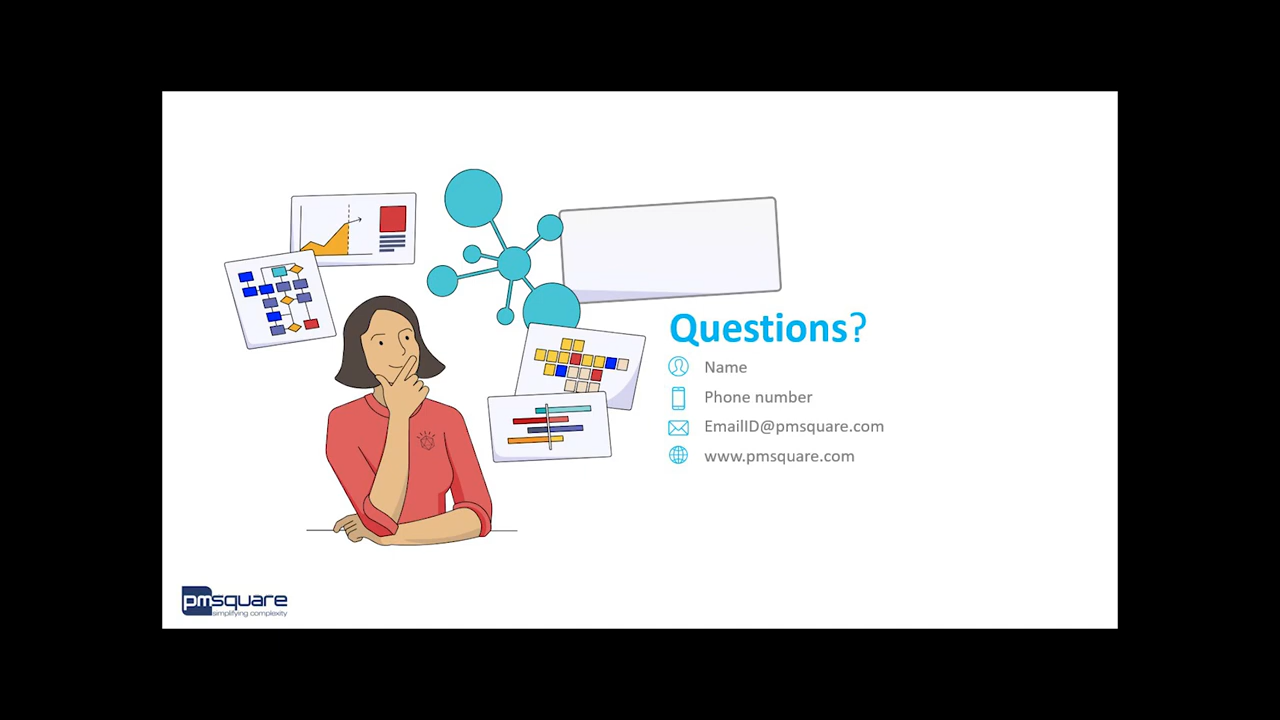 Questions?
Name
Phone number
EmailID@pmsquare.com
www.pmsquare.com
pmsquare
simplifying complexity